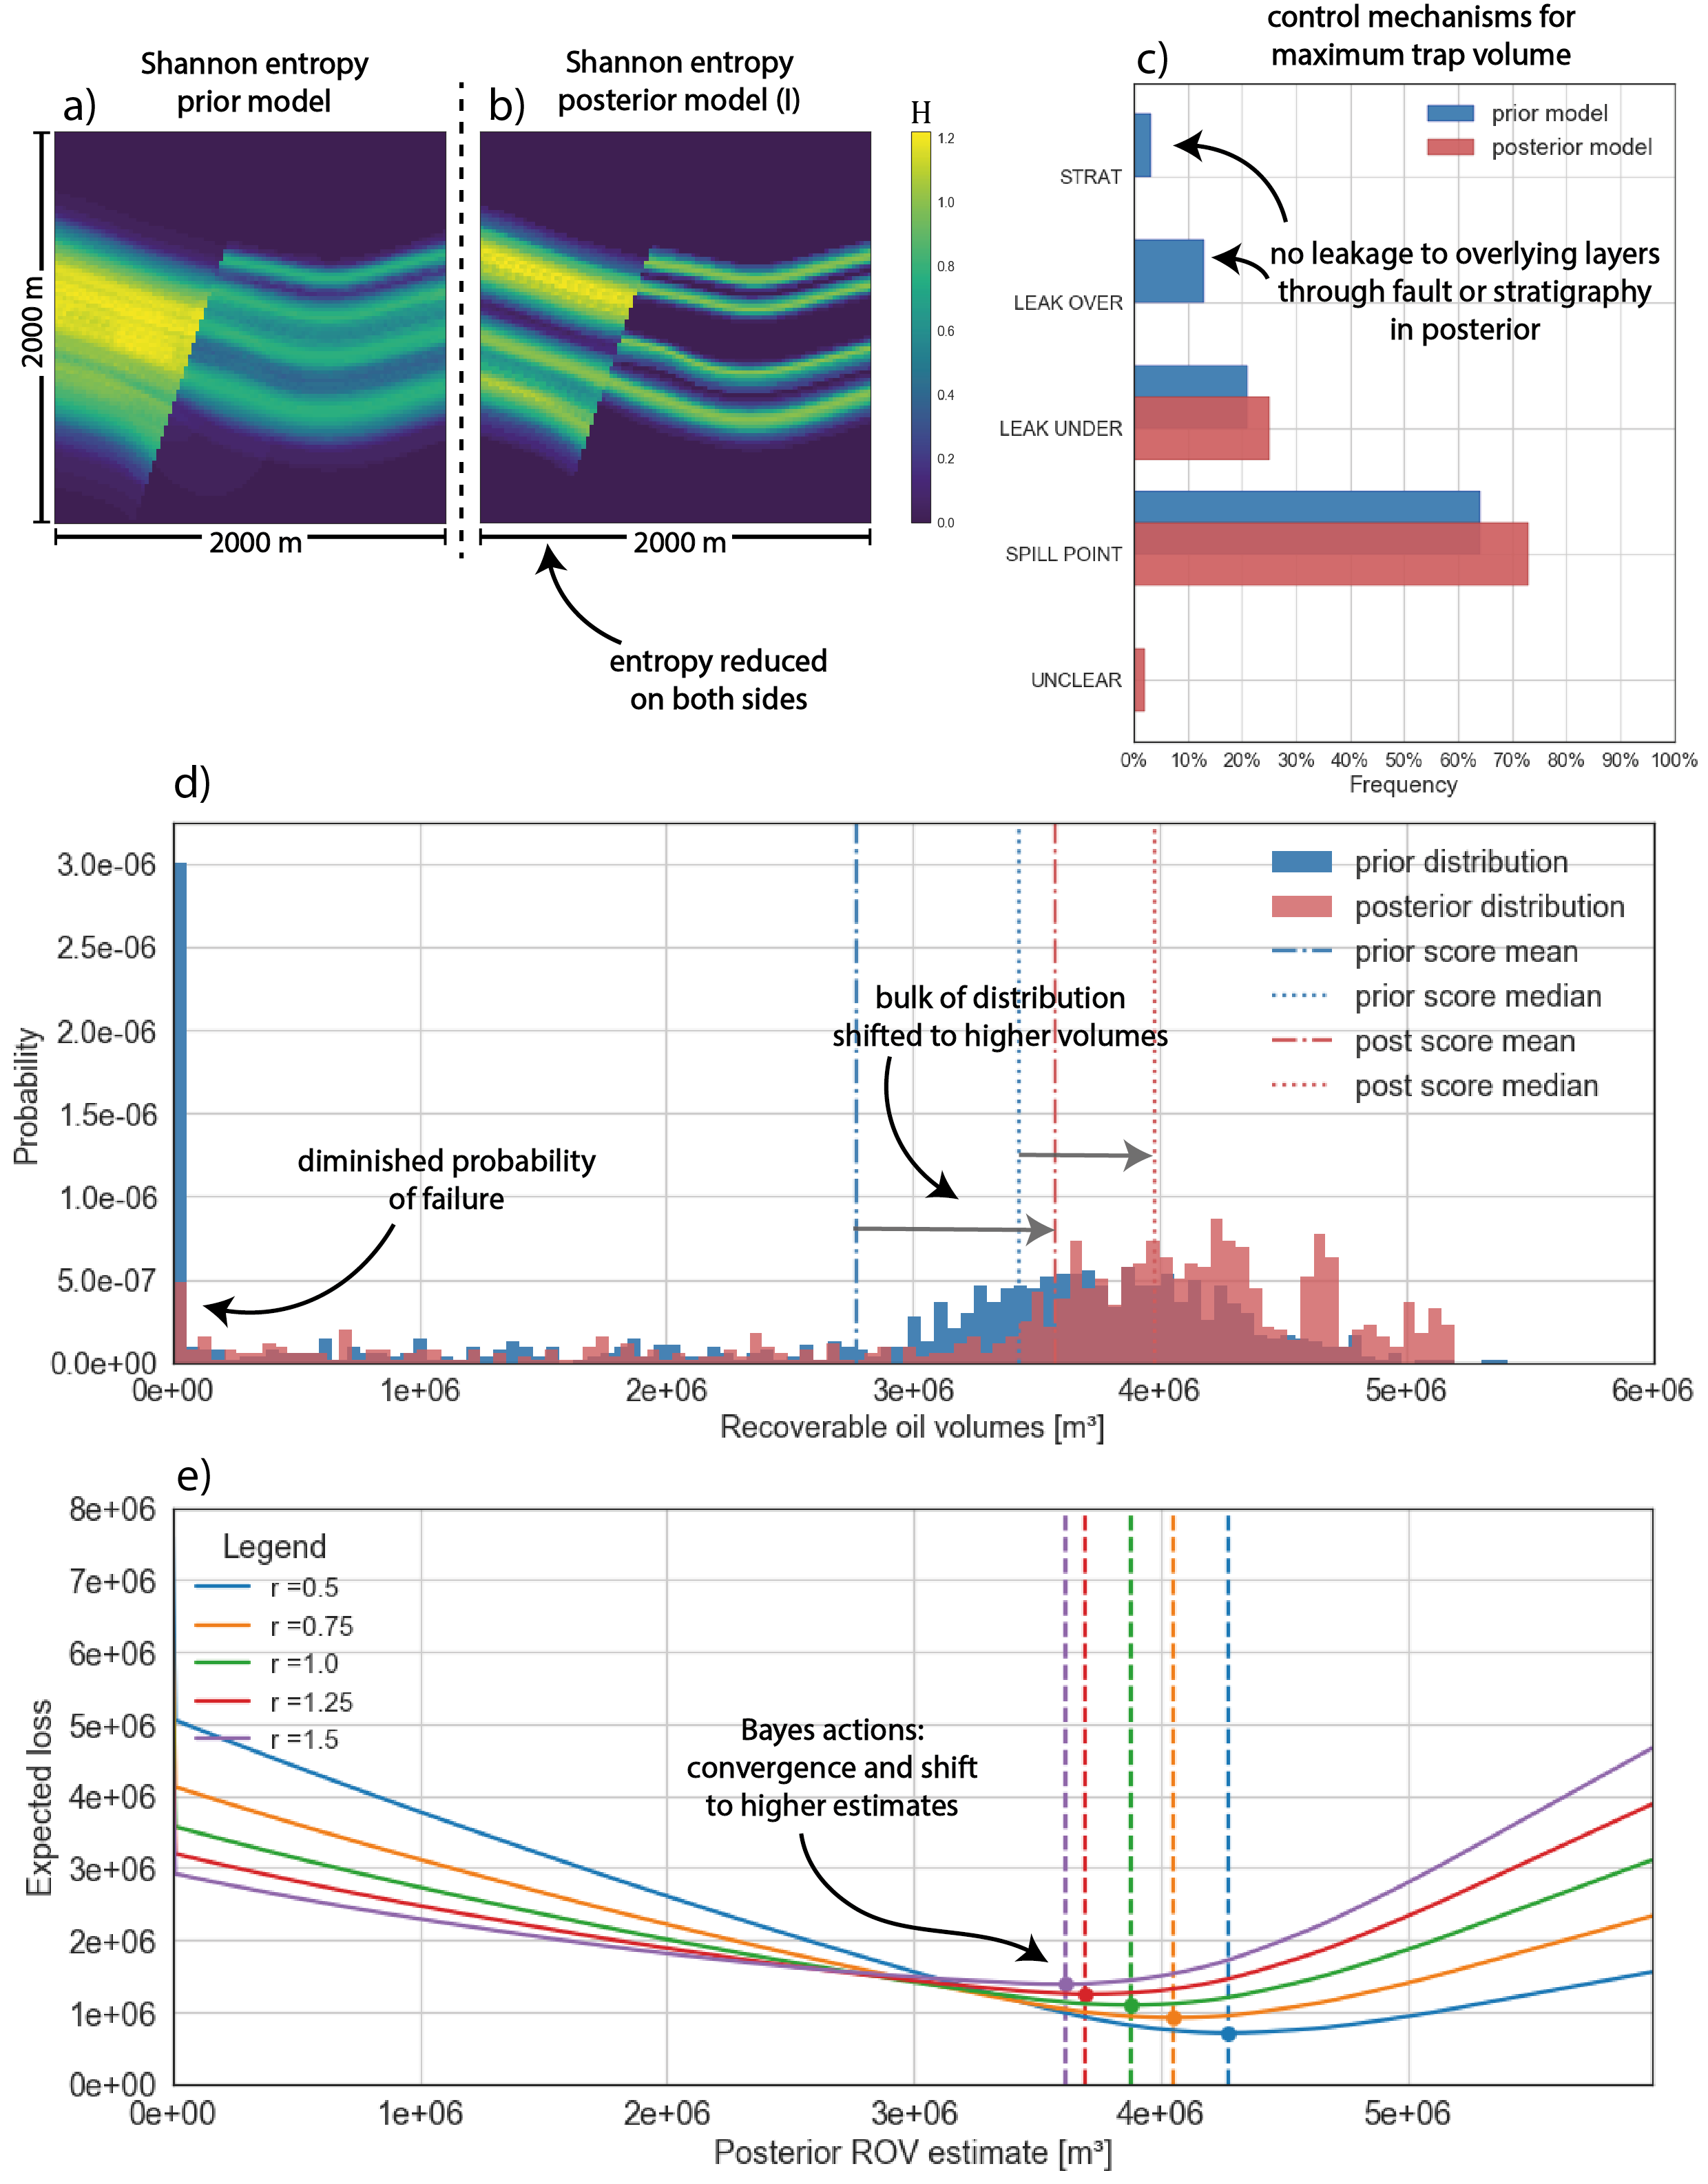 Shannon entropy
prior model
a)
Shannon entropy
posterior model (I)
b)
H
1.2
1.0
0.8
0.6
0.4
0.2
0.0
2000 m
2000 m
2000 m
entropy reduced
on both sides
control mechanisms for
maximum trap volume
c)
prior model
posterior model
STRAT
LEAK OVER
LEAK UNDER
SPILL POINT
UNCLEAR
no leakage to overlying layers
through fault or stratigraphy
in posterior
0% 10% 20% 30% 40% 50% 60% 70% 80% 90% 100%
Frequency
d)
3.0e-06
2.5e-06
2.0e-06
1.5e-06
1.0e-06
5.0e-07
0.0e+00
Probability
prior distribution
posterior distribution
prior score mean
prior score median
post score mean
post score median
bulk of distribution
shifted to higher volumes
diminished probability
of failure
0e+00 1e+06 2e+06 3e+06 4e+06 5e+06 6e+06
Recoverable oil volumes [m³]
e)
8e+06
7e+06
6e+06
5e+06
4e+06
3e+06
2e+06
1e+06
0e+00
Expected loss
Legend
r =0.5
r =0.75
r =1.0
r =1.25
r =1.5
Bayes actions:
convergence and shift
to higher estimates
0e+00 1e+06 2e+06 3e+06 4e+06 5e+06
Posterior ROV estimate [m³]